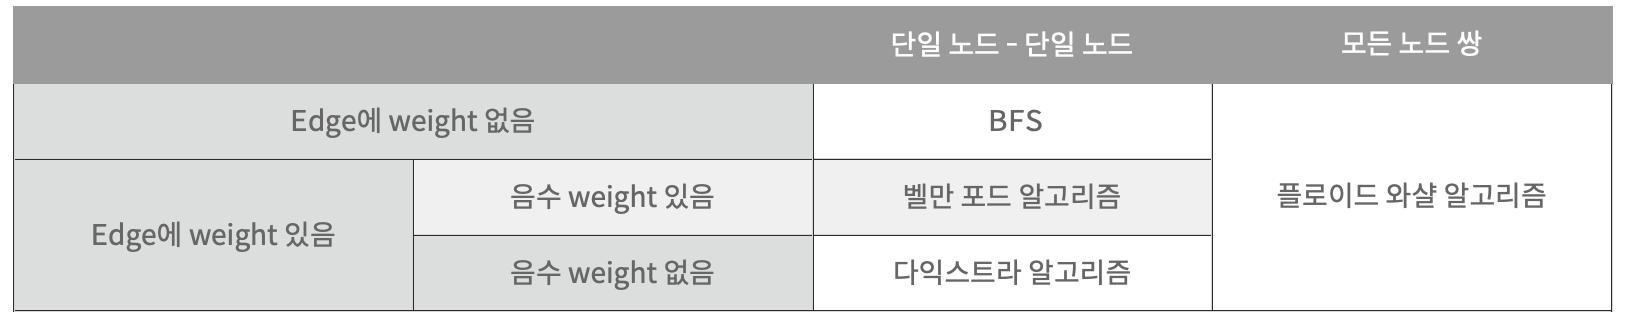 단일 노드 - 단일 노드
모든 노드 쌍
Edge에 weight 없음
BFS
플로이드 와샬 알고리즘
Edge에 weight 있음
음수 weight 있음
벨만 포드 알고리즘
음수 weight 없음
다익스트라 알고리즘